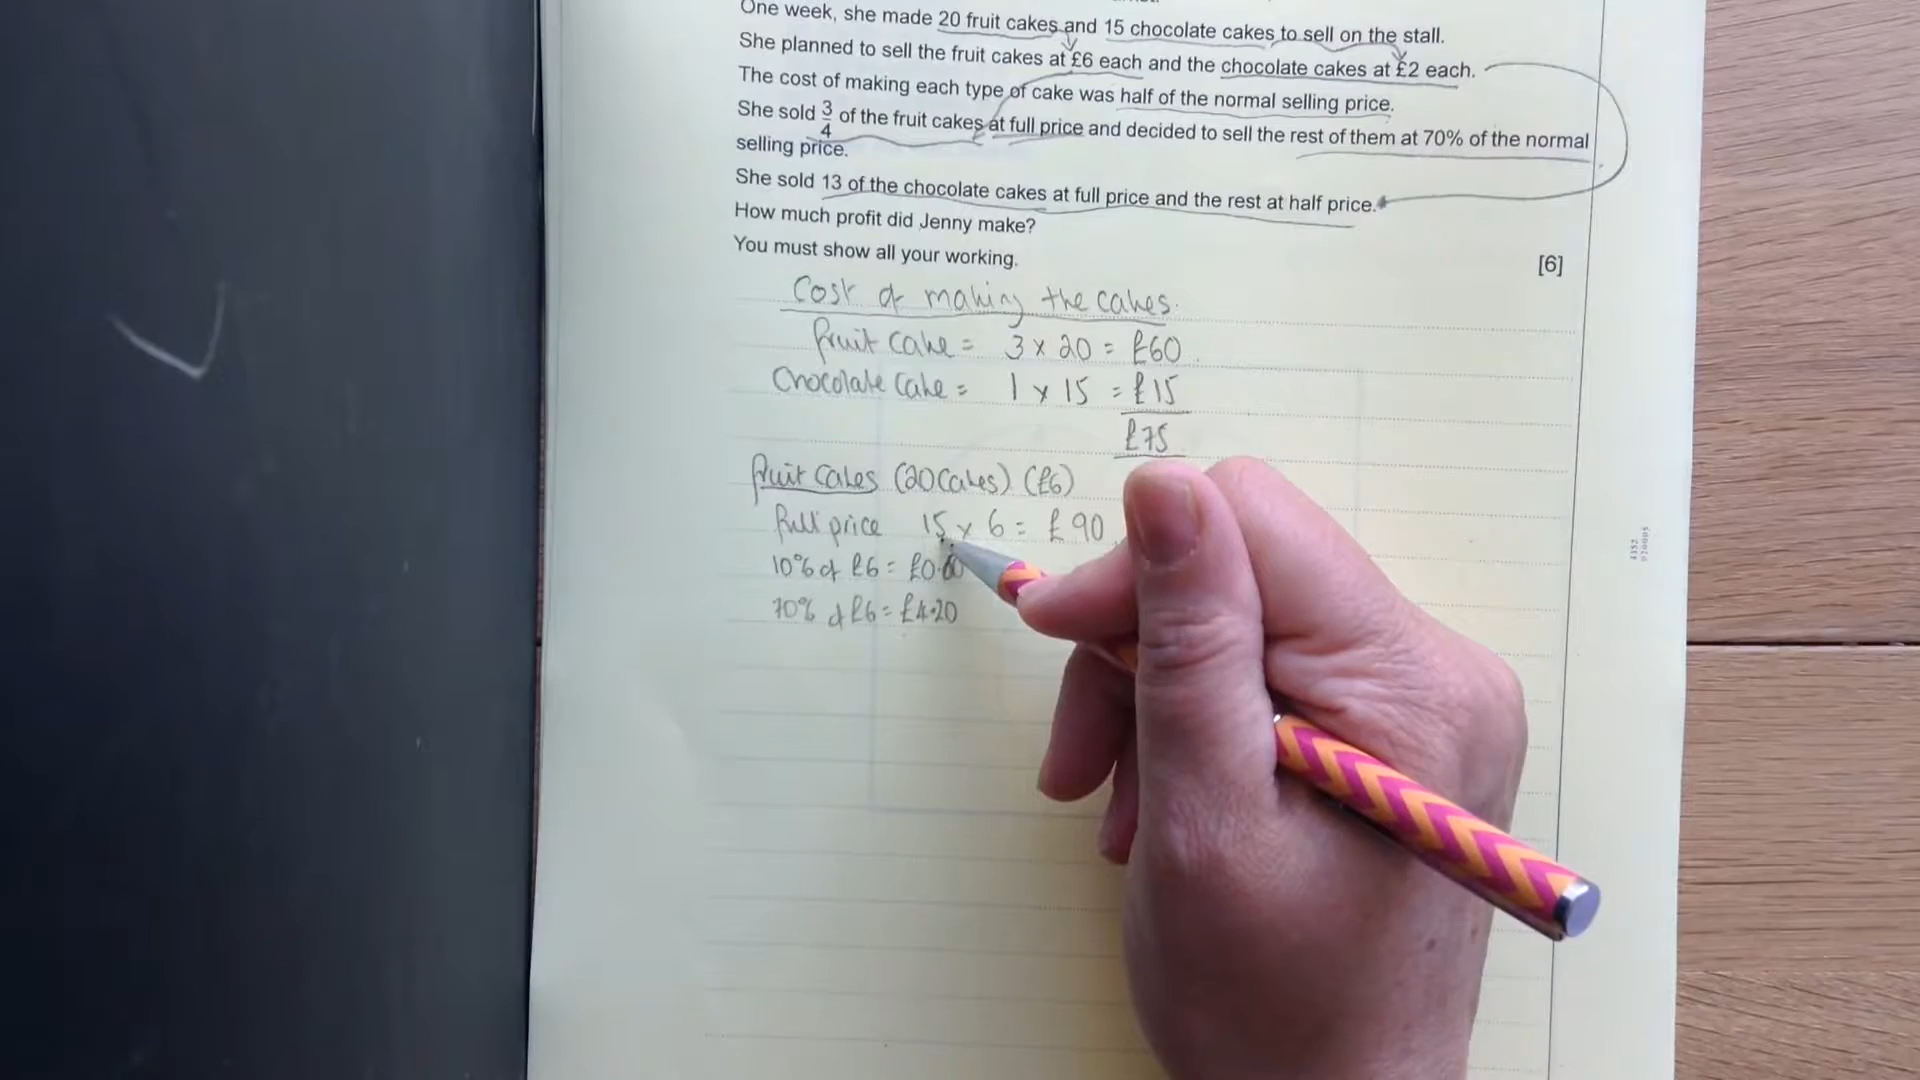 One week, she made 20 fruit cakes and 15 chocolate cakes to sell on the stall.
She planned to sell the fruit cakes at £6 each and the chocolate cakes at £2 each.
The cost of making each type of cake was half of the normal selling price.
She sold 3/4 of the fruit cakes at full price and decided to sell the rest of them at 70% of the normal
selling price.
She sold 13 of the chocolate cakes at full price and the rest at half price.
How much profit did Jenny make?
You must show all your working.
[6]
Cost of making the cakes.
fruit cake = 3 x 20 = £60
Chocolate cake = 1 x 15 = £15
£75
fruit cakes (20 cakes) (£6)
full price 15 x 6 = £90
10% of £6 = £0.60
70% of £6 = £4.20